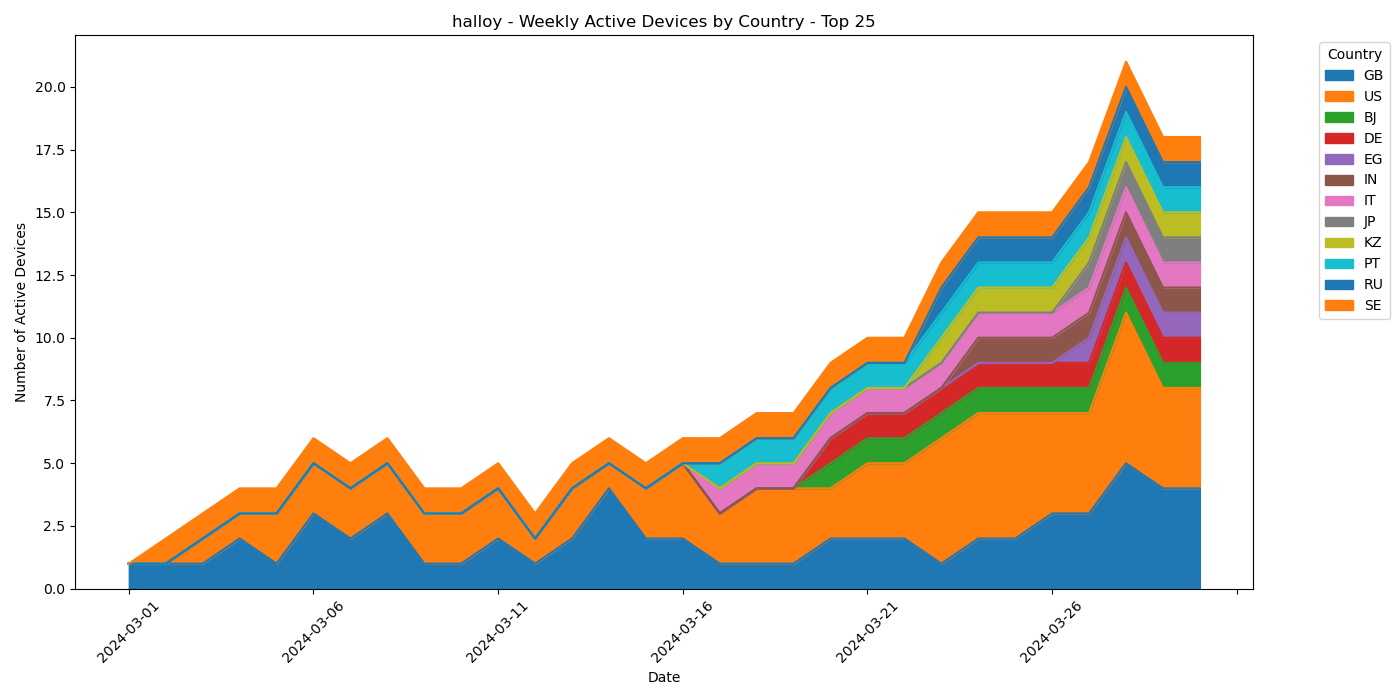 halloy - Weekly Active Devices by Country - Top 25
Number of Active Devices
20.0
17.5
15.0
12.5
10.0
7.5
5.0
2.5
0.0
2024-03-01
2024-03-06
2024-03-11
2024-03-16
2024-03-21
2024-03-26
Date
Country
GB
US
BJ
DE
EG
IN
IT
JP
KZ
PT
RU
SE